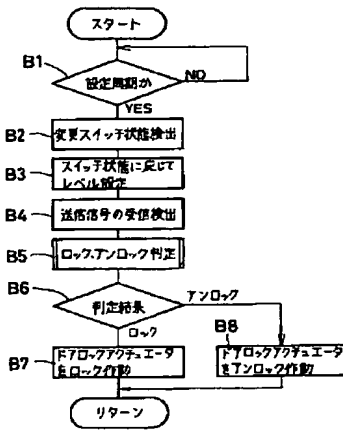 スタート
B1
設定周期か
NO
YES
B2
変更スイッチ状態検出
B3
スイッチ状態に応じて
レベル設定
B4
送信信号の受信検出
B5
ロック、アンロック判定
B6
判定結果
アンロック
ロック
B7
ドアロックアクチュエータ
をロック作動
B8
ドアロックアクチュエータ
をアンロック作動
リターン